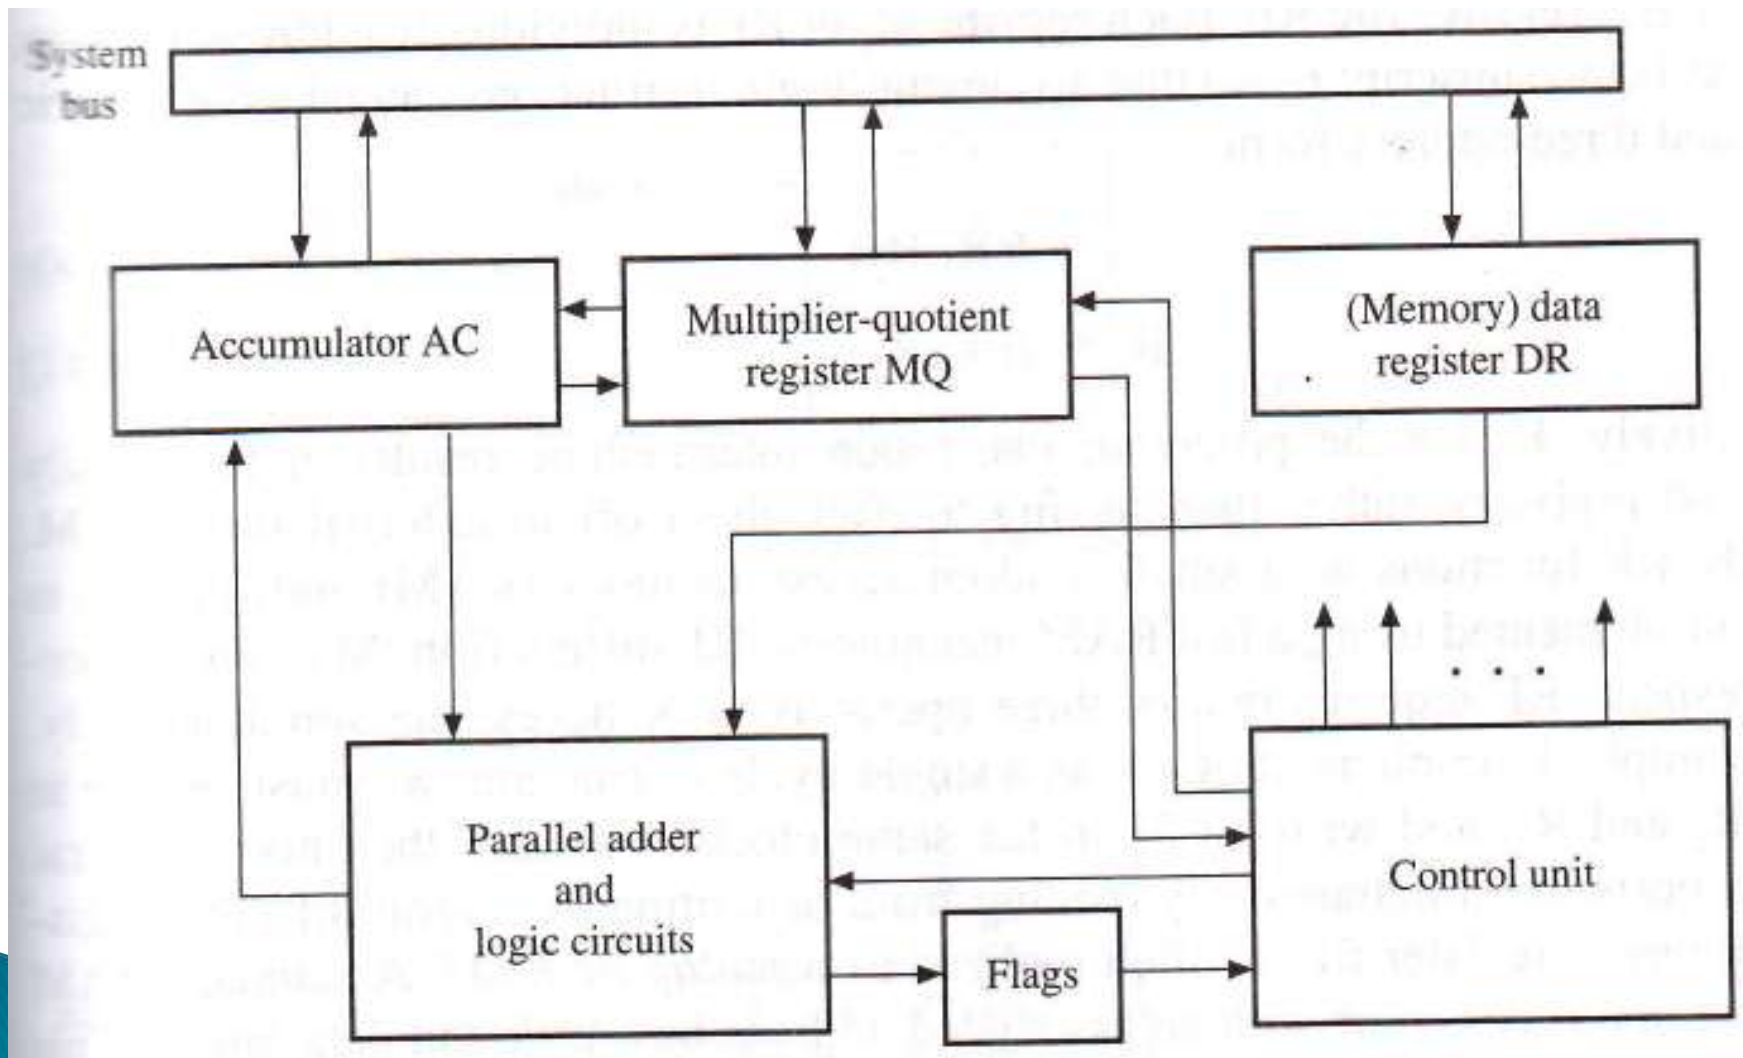 System
bus
Accumulator AC
Multiplier-quotient
register MQ
(Memory) data
register DR
Parallel adder
and
logic circuits
Flags
Control unit